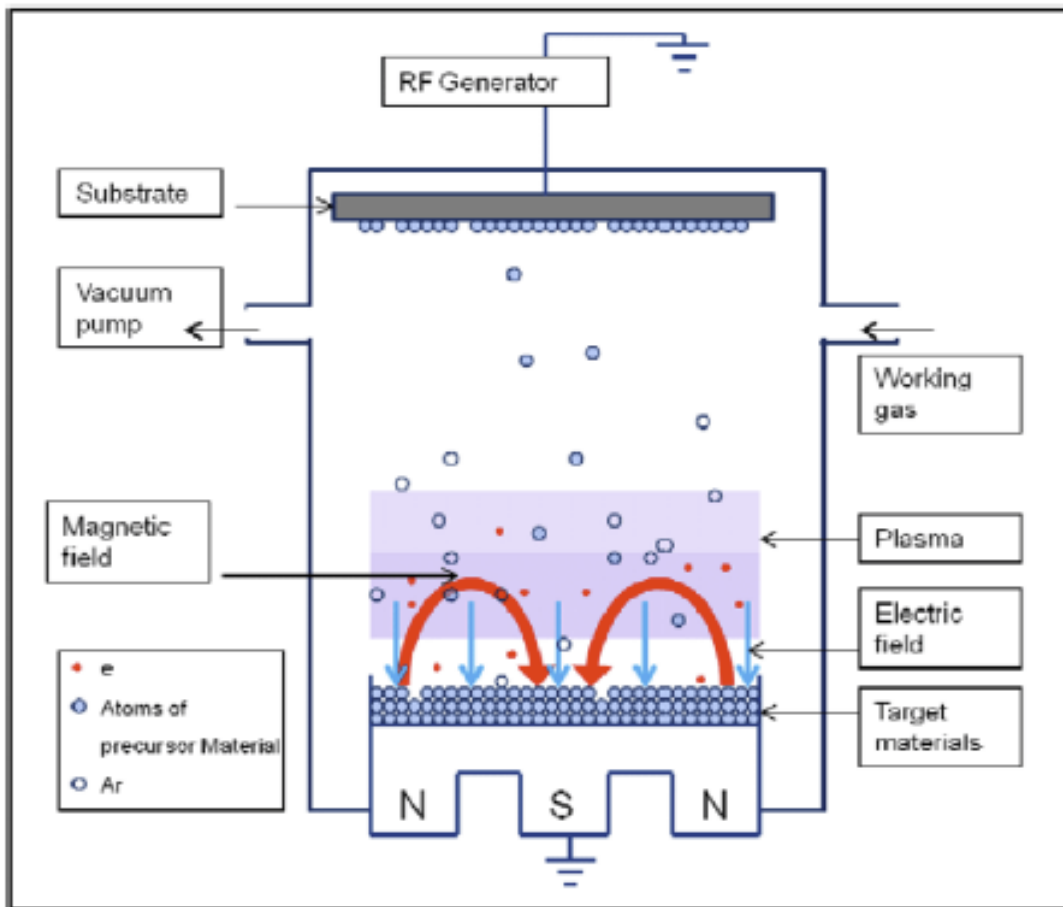 RF Generator
Substrate
Vacuum
pump
Working
gas
Magnetic
field
Plasma
Electric
field
e
Atoms of
precursor Material
Ar
Target
materials
N
S
N